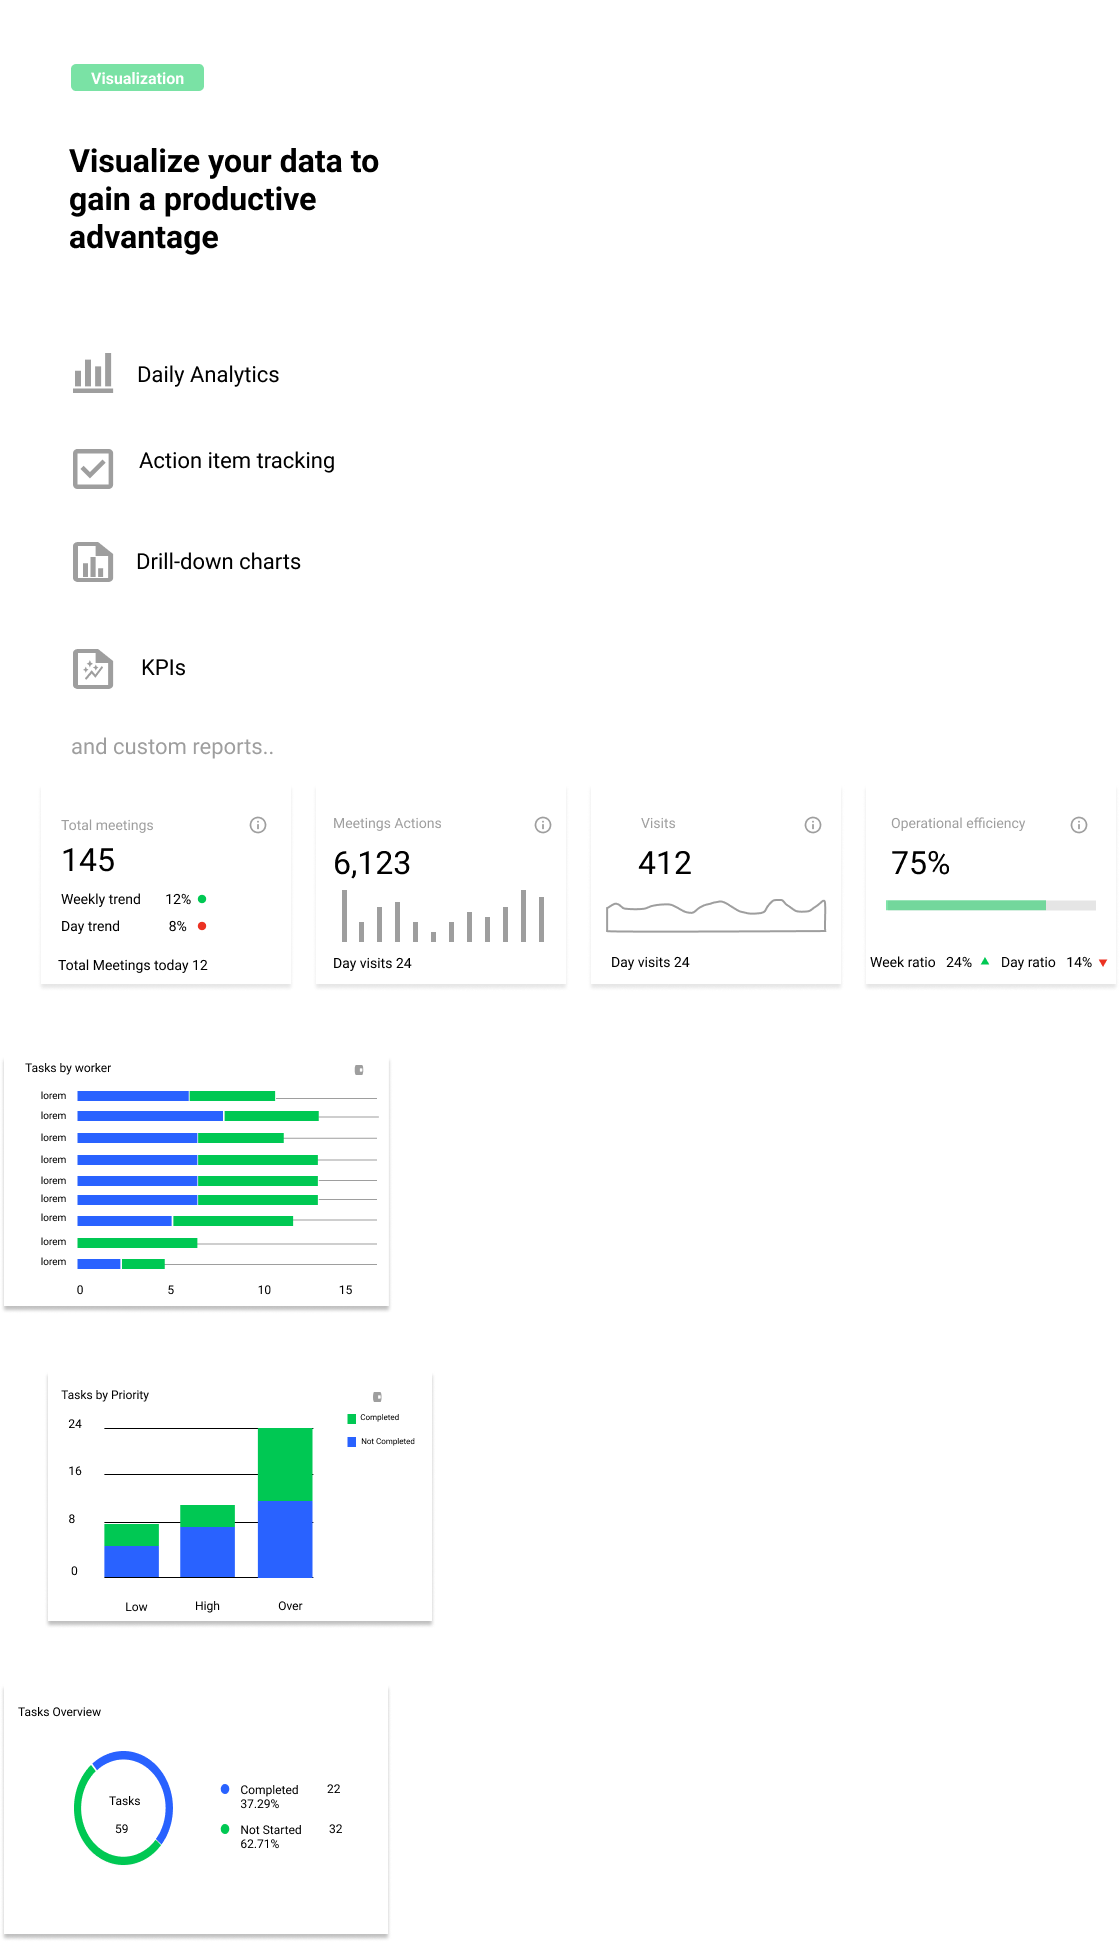 Visualization
Visualize your data to
gain a productive
advantage
Daily Analytics
Action item tracking
Drill-down charts
KPIs
and custom reports..
Total meetings
145
Weekly trend 12%
Day trend 8%
Total Meetings today 12
Meetings Actions
6,123
Day visits 24
Visits
412
Day visits 24
Operational efficiency
75%
Week ratio 24% Day ratio 14%
Tasks by worker
lorem
lorem
lorem
lorem
lorem
lorem
lorem
lorem
lorem
0 5 10 15
Tasks by Priority
Completed
Not Completed
24
16
8
0
Low High Over
Tasks Overview
Tasks
59
Completed 22
37.29%
Not Started 32
62.71%